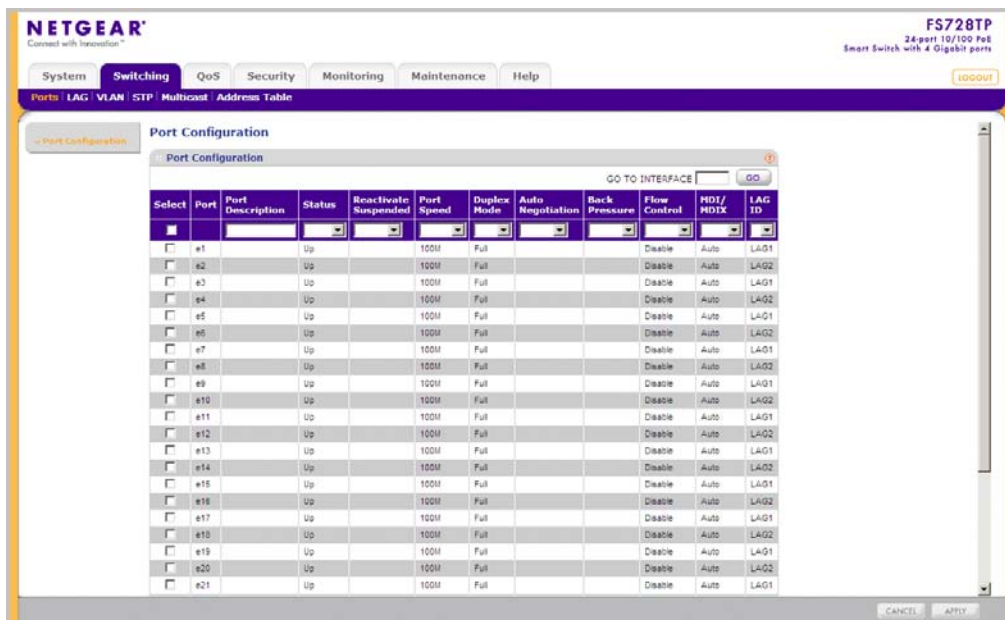 NETGEAR
Connect with Innovation™
FS728TP
24-port 10/100 PoE
Smart Switch with 4 Gigabit ports
System Switching QoS Security Monitoring Maintenance Help
LOGOUT
Ports LAG VLAN STP Multicast Address Table
Port Configuration
Port Configuration
Port Configuration
GO TO INTERFACE GO
Select Port Port Description Status Reactivate Suspended Port Speed Duplex Mode Auto Negotiation Back Pressure Flow Control MDI/MDIX LAG ID
e1 Up 100M Full Disable Auto LAG1
e2 Up 100M Full Disable Auto LAG2
e3 Up 100M Full Disable Auto LAG1
e4 Up 100M Full Disable Auto LAG2
e5 Up 100M Full Disable Auto LAG1
e6 Up 100M Full Disable Auto LAG2
e7 Up 100M Full Disable Auto LAG1
e8 Up 100M Full Disable Auto LAG2
e9 Up 100M Full Disable Auto LAG1
e10 Up 100M Full Disable Auto LAG2
e11 Up 100M Full Disable Auto LAG1
e12 Up 100M Full Disable Auto LAG2
e13 Up 100M Full Disable Auto LAG1
e14 Up 100M Full Disable Auto LAG2
e15 Up 100M Full Disable Auto LAG1
e16 Up 100M Full Disable Auto LAG2
e17 Up 100M Full Disable Auto LAG1
e18 Up 100M Full Disable Auto LAG2
e19 Up 100M Full Disable Auto LAG1
e20 Up 100M Full Disable Auto LAG2
e21 Up 100M Full Disable Auto LAG1
CANCEL APPLY